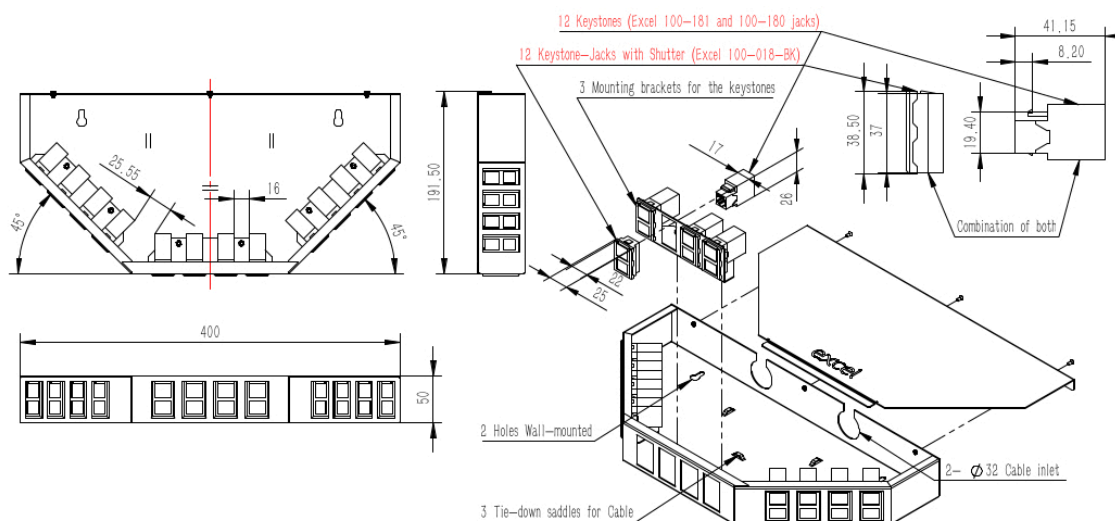 12 Keystones (Excel 100-181 and 100-180 jacks)
12 Keystone-Jacks with Shutter (Excel 100-018-BK)
3 Mounting brackets for the keystones
41,15
8,20
38,50
37
19,40
Combination of both
17
26
22
25
25,55
16
45°
45°
191,50
400
50
excel
2 Holes Wall-mounted
2- Ø32 Cable inlet
3 Tie-down saddles for Cable